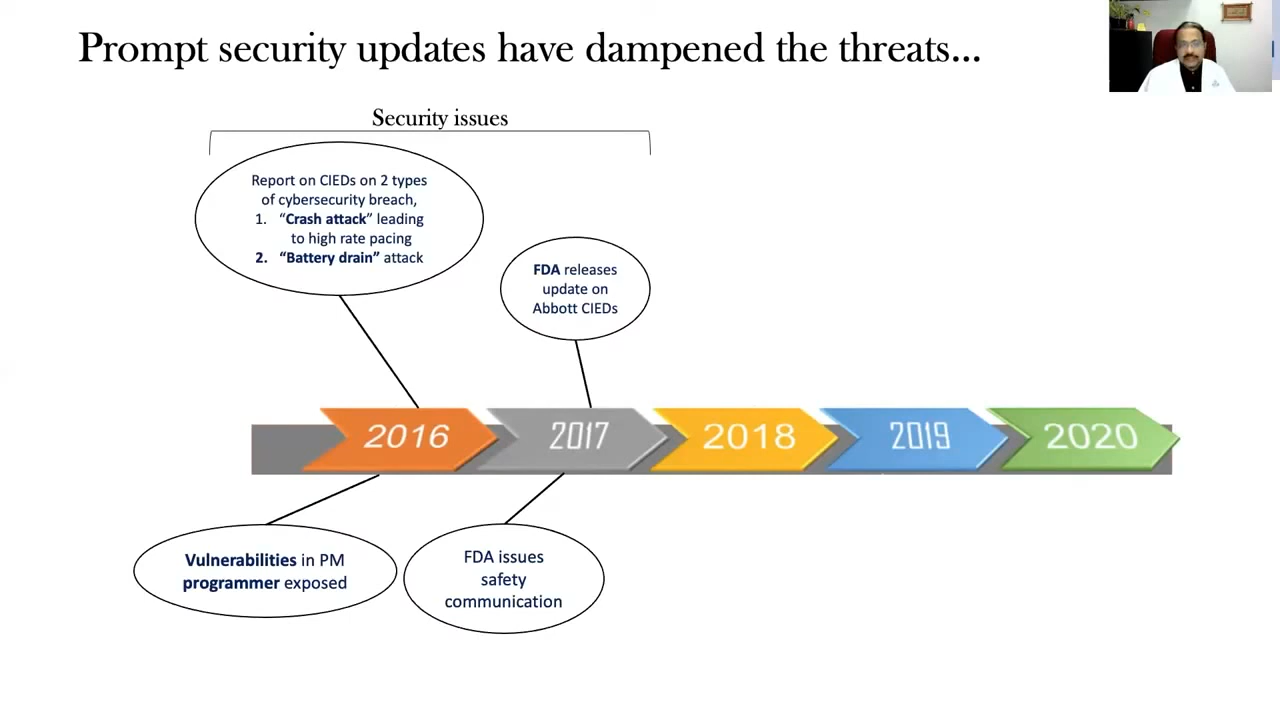 Prompt security updates have dampened the threats...
Security issues
Report on CIEDs on 2 types
of cybersecurity breach,
1. “Crash attack” leading
to high rate pacing
2. “Battery drain” attack
FDA releases
update on
Abbott CIEDs
2016
2017
2018
2019
2020
Vulnerabilities in PM
programmer exposed
FDA issues
safety
communication